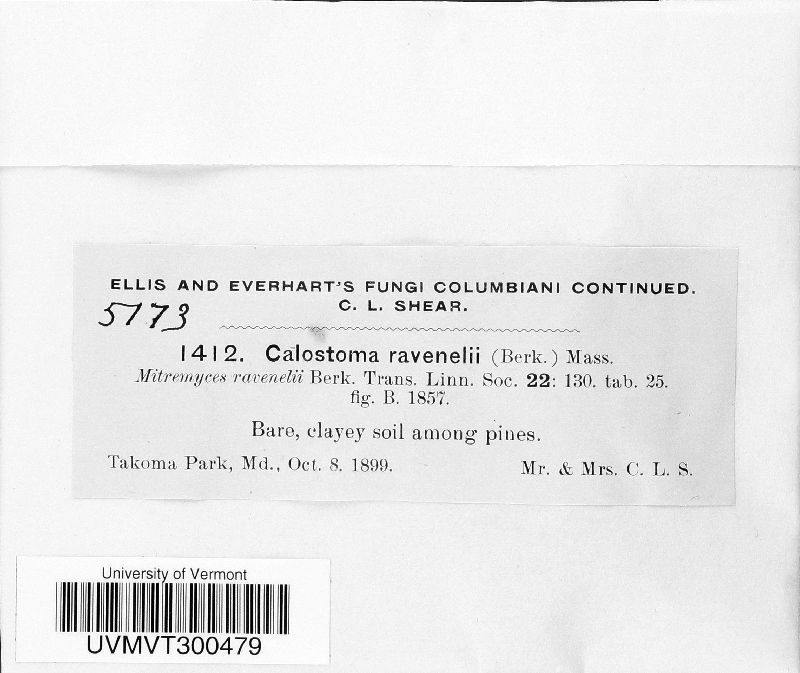 ELLIS AND EVERHART'S FUNGI COLUMBIANI CONTINUED.
C. L. SHEAR.
5173
1412. Calostoma ravenelii (Berk.) Mass.
Mitremyces ravenelii Berk. Trans. Linn. Soc. 22: 130. tab. 25.
fig. B. 1857.
Bare, clayey soil among pines.
Takoma Park, Md., Oct. 8. 1899. Mr. & Mrs. C. L. S.
University of Vermont
UVMVT300479